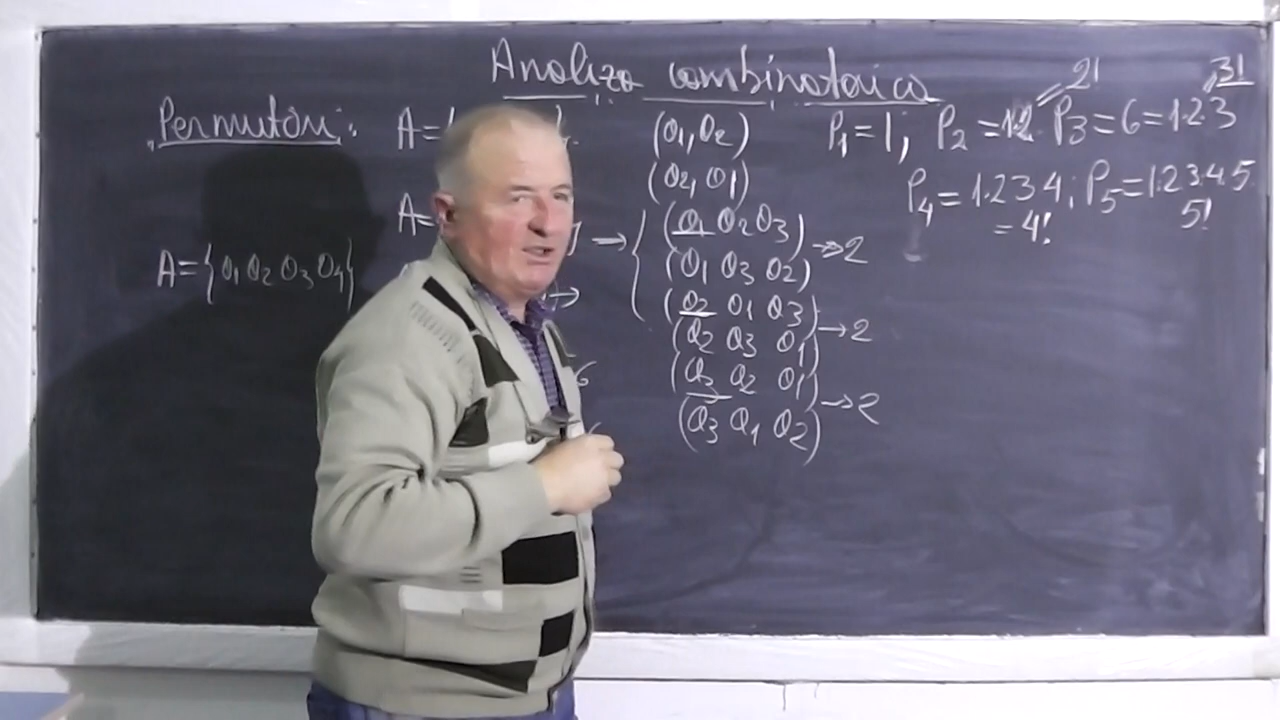 Analiza combinatorica
Permutări: A={
(a₁, a₂)
(a₂, a₁)
P₁=1; P₂=1·2 =2! P₃=6=1·2·3 3!
P₄=1·2·3·4; P₅=1·2·3·4·5
=4! 5!
A={
→ { (a₁ a₂ a₃)
(a₁ a₃ a₂) → 2
A={a₁ a₂ a₃ a₄}
→
(a₂ a₁ a₃)
(a₂ a₃ a₁) → 2
(a₃ a₂ a₁)
(a₃ a₁ a₂) → 2
6